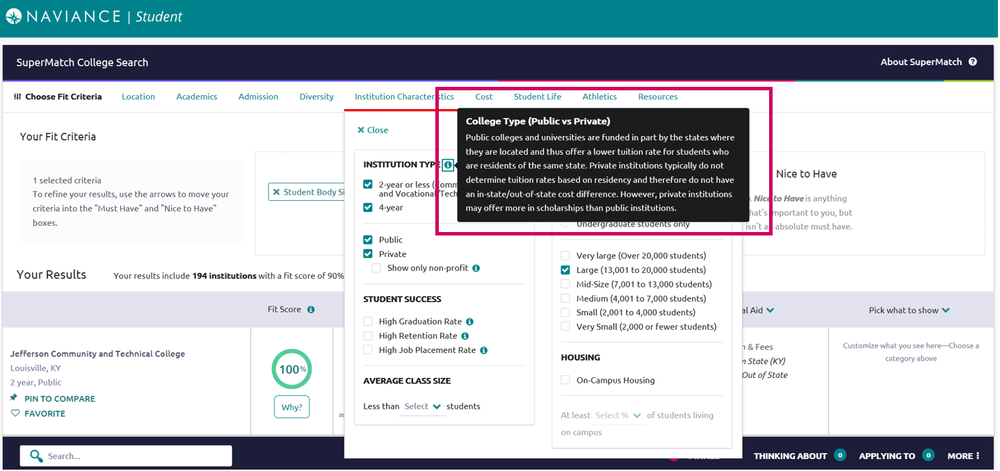 NAVIANCE | Student
SuperMatch College Search
About SuperMatch ?
Choose Fit Criteria
Location
Academics
Admission
Diversity
Institution Characteristics
Cost
Student Life
Athletics
Resources
Your Fit Criteria
1 selected criteria
To refine your results, use the arrows to move your
criteria into the "Must Have" and "Nice to Have"
boxes.
Student Body Si
Close
INSTITUTION TYPE
2-year or less (Comm
and Vocational/Tech
4-year
Public
Private
Show only non-profit
STUDENT SUCCESS
High Graduation Rate
High Retention Rate
High Job Placement Rate
AVERAGE CLASS SIZE
Less than Select students
College Type (Public vs Private)
Public colleges and universities are funded in part by the states where
they are located and thus offer a lower tuition rate for students who
are residents of the same state. Private institutions typically do not
determine tuition rates based on residency and therefore do not have
an in-state/out-of-state cost difference. However, private institutions
may offer more in scholarships than public institutions.
Undergraduate students only
Very large (Over 20,000 students)
Large (13,001 to 20,000 students)
Mid-Size (7,001 to 13,000 students)
Medium (4,001 to 7,000 students)
Small (2,001 to 4,000 students)
Very Small (2,000 or fewer students)
HOUSING
On-Campus Housing
At least Select % of students living
on campus
Nice to Have
Nice to Have is anything
that's important to you, but
isn't an absolute must have.
Your Results
Your results include 194 institutions with a fit score of 90%
Fit Score
al Aid
Pick what to show
Jefferson Community and Technical College
Louisville, KY
2 year, Public
PIN TO COMPARE
FAVORITE
100%
Why?
in
n & Fees
n State (KY)
Out of State
Customize what you see here—Choose a
category above
Search...
THINKING ABOUT 0
APPLYING TO 0
MORE